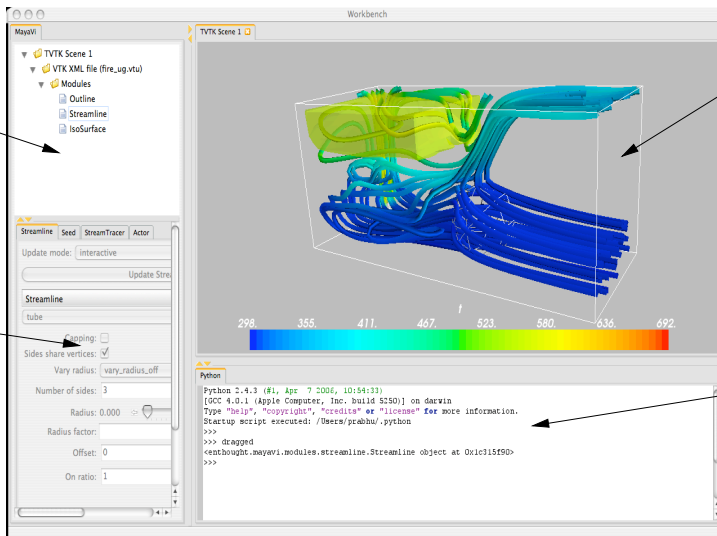 Workbench
MayaVi
TVTK Scene 1
VTK XML file (fire_ug.vtu)
Modules
Outline
Streamline
IsoSurface
Streamline Seed StreamTracer Actor
Update mode: interactive
Update Strea
Streamline
tube
Capping:
Sides share vertices:
Vary radius: vary_radius_off
Number of sides: 3
Radius: 0.000
Radius factor:
Offset: 0
On ratio: 1
TVTK Scene 1
t
298. 355. 411. 467. 523. 580. 636. 692.
Python
Python 2.4.3 (#1, Apr 7 2006, 10:54:33)
[GCC 4.0.1 (Apple Computer, Inc. build 5250)] on darwin
Type "help", "copyright", "credits" or "license" for more information.
Startup script executed: /Users/prabhu/.python
>>>
>>> dragged
<enthought.mayavi.modules.streamline.Streamline object at 0x1c315f90>
>>>